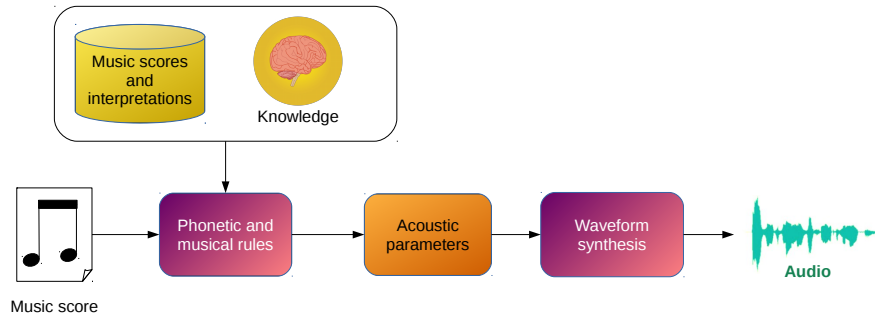 Music scores
and
interpretations
Knowledge
Phonetic and
musical rules
Acoustic
parameters
Waveform
synthesis
Audio
Music score